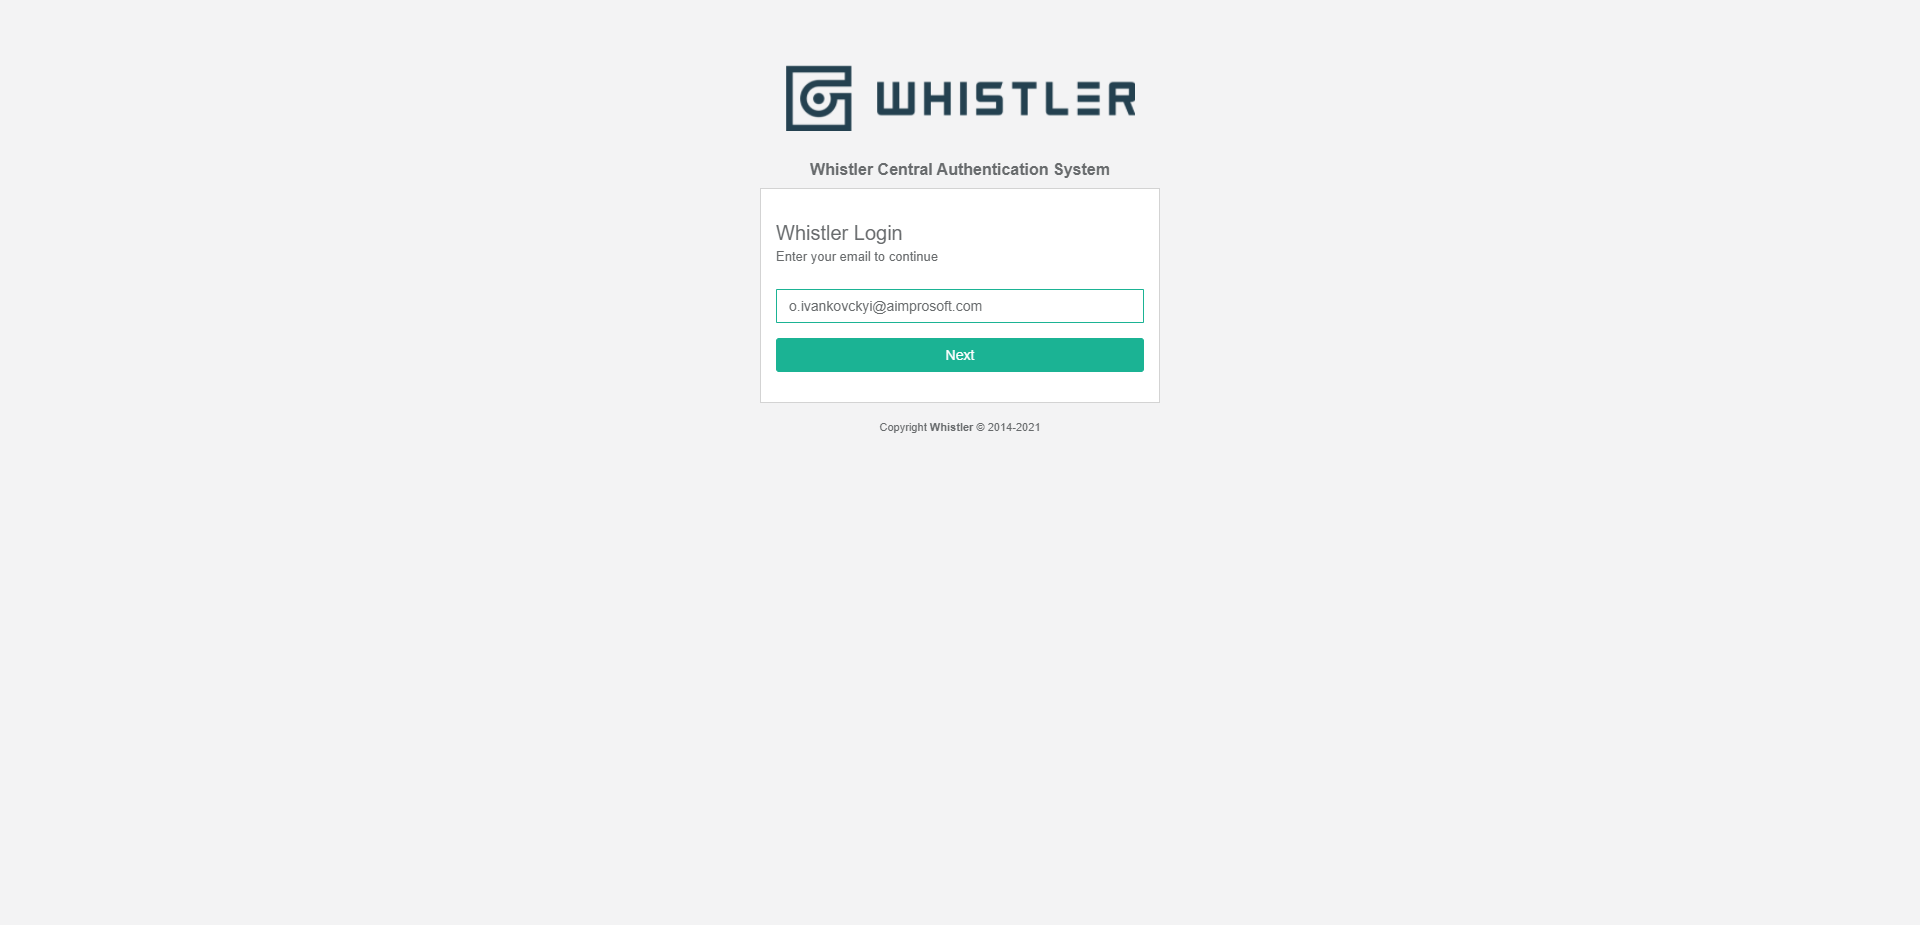 WHISTLER
Whistler Central Authentication System
Whistler Login
Enter your email to continue
o.ivankovckyi@aimprosoft.com
Next
Copyright Whistler © 2014-2021